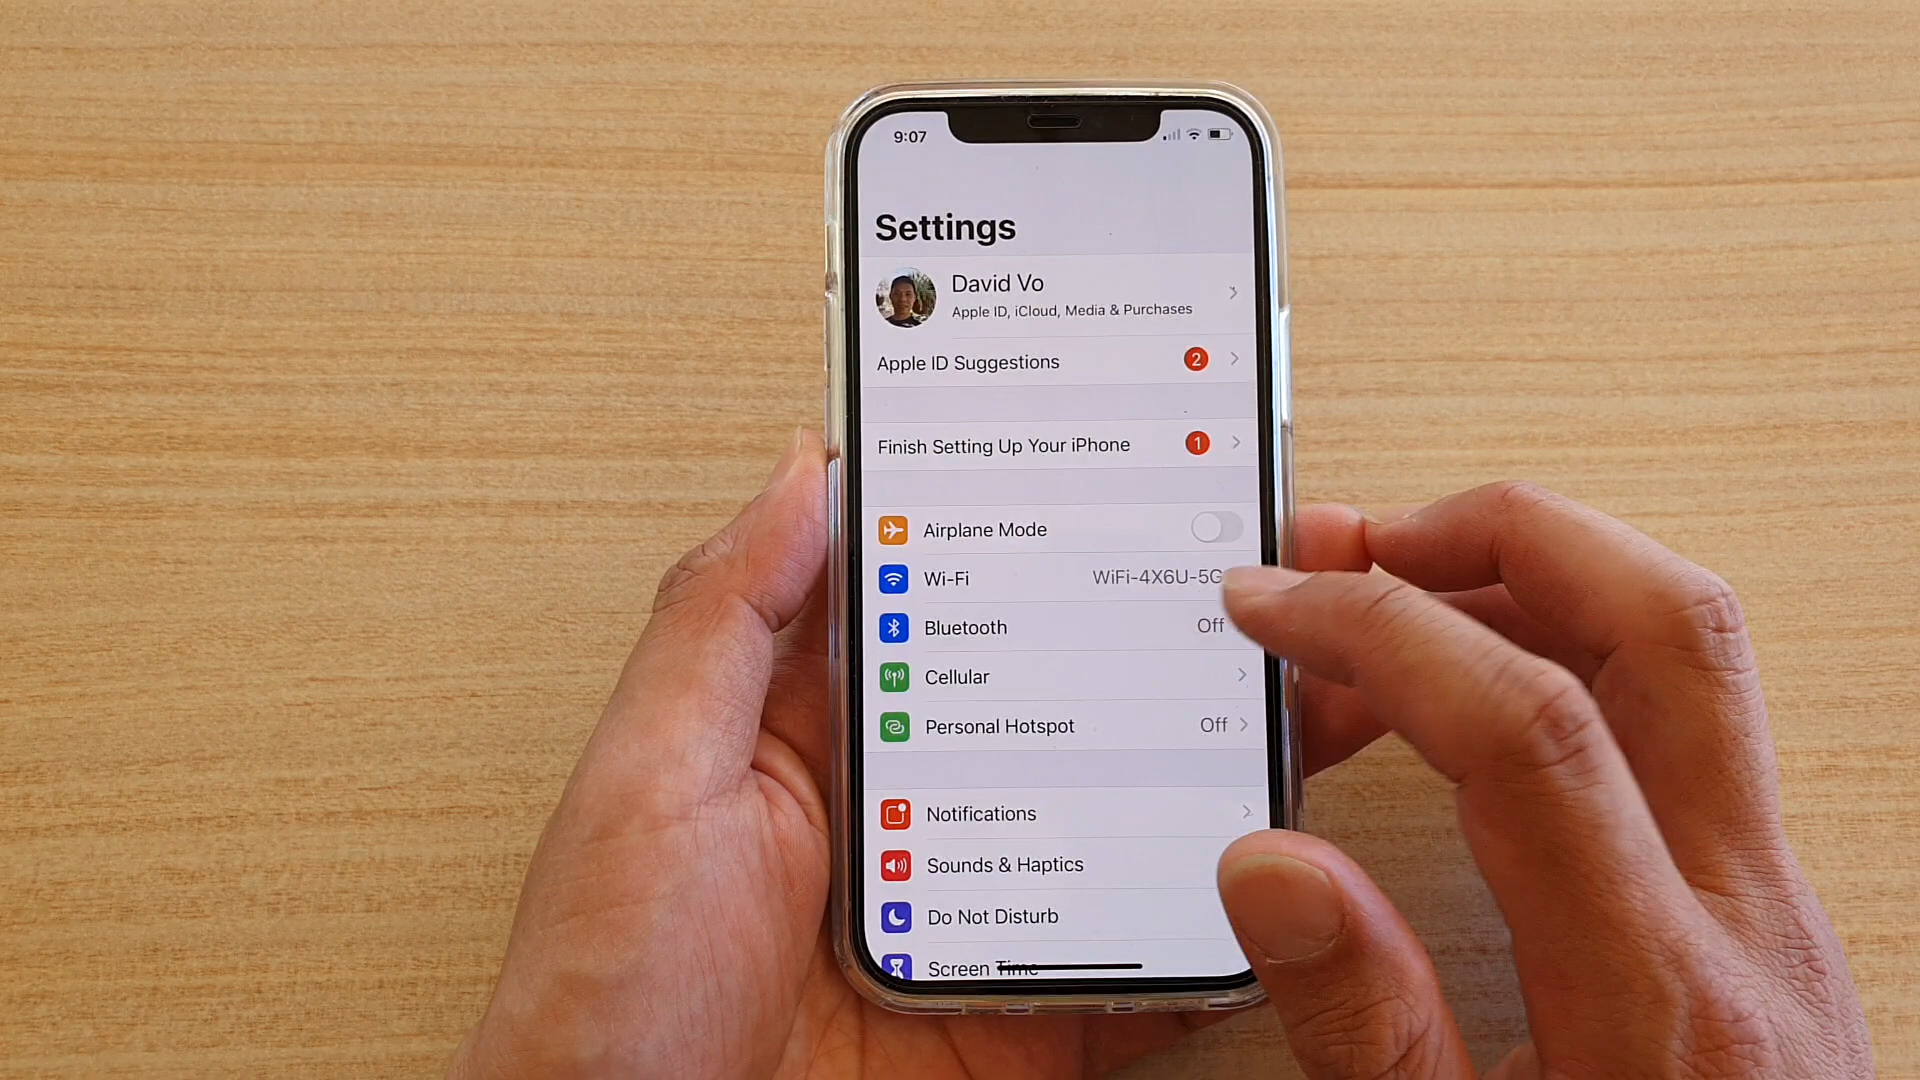 9:07
Settings
David Vo
Apple ID, iCloud, Media & Purchases
Apple ID Suggestions 2
Finish Setting Up Your iPhone 1
Airplane Mode
Wi-Fi WiFi-4X6U-5G
Bluetooth Off
Cellular
Personal Hotspot Off
Notifications
Sounds & Haptics
Do Not Disturb
Screen Time